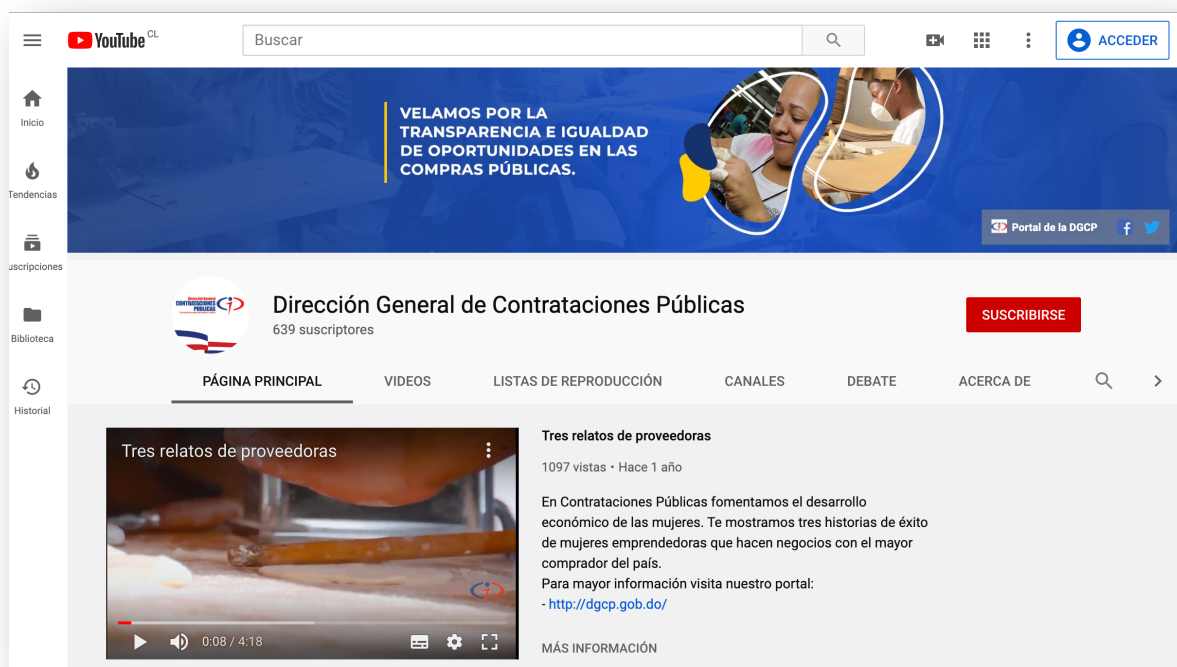 YouTube CL
Buscar
ACCEDER
Inicio
Tendencias
uscripciones
Biblioteca
Historial
VELAMOS POR LA
TRANSPARENCIA E IGUALDAD
DE OPORTUNIDADES EN LAS
COMPRAS PÚBLICAS.
Portal de la DGCP
Dirección General
CONTRATACIONES
PÚBLICAS
Dirección General de Contrataciones Públicas
639 suscriptores
SUSCRIBIRSE
PÁGINA PRINCIPAL VIDEOS LISTAS DE REPRODUCCIÓN CANALES DEBATE ACERCA DE
Tres relatos de proveedoras
0:08 / 4:18
Tres relatos de proveedoras
1097 vistas • Hace 1 año
En Contrataciones Públicas fomentamos el desarrollo
económico de las mujeres. Te mostramos tres historias de éxito
de mujeres emprendedoras que hacen negocios con el mayor
comprador del país.
Para mayor información visita nuestro portal:
- http://dgcp.gob.do/
MÁS INFORMACIÓN